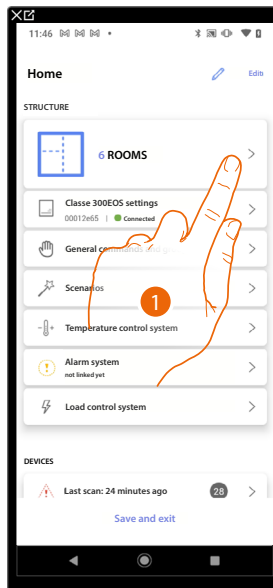 11:46
Home
Edit
STRUCTURE
6 ROOMS
Classe 300EOS settings
00012e65 | Connected
General
Scenarios
1
Temperature control system
Alarm system
not linked yet
Load control system
DEVICES
Last scan: 24 minutes ago
28
Save and exit